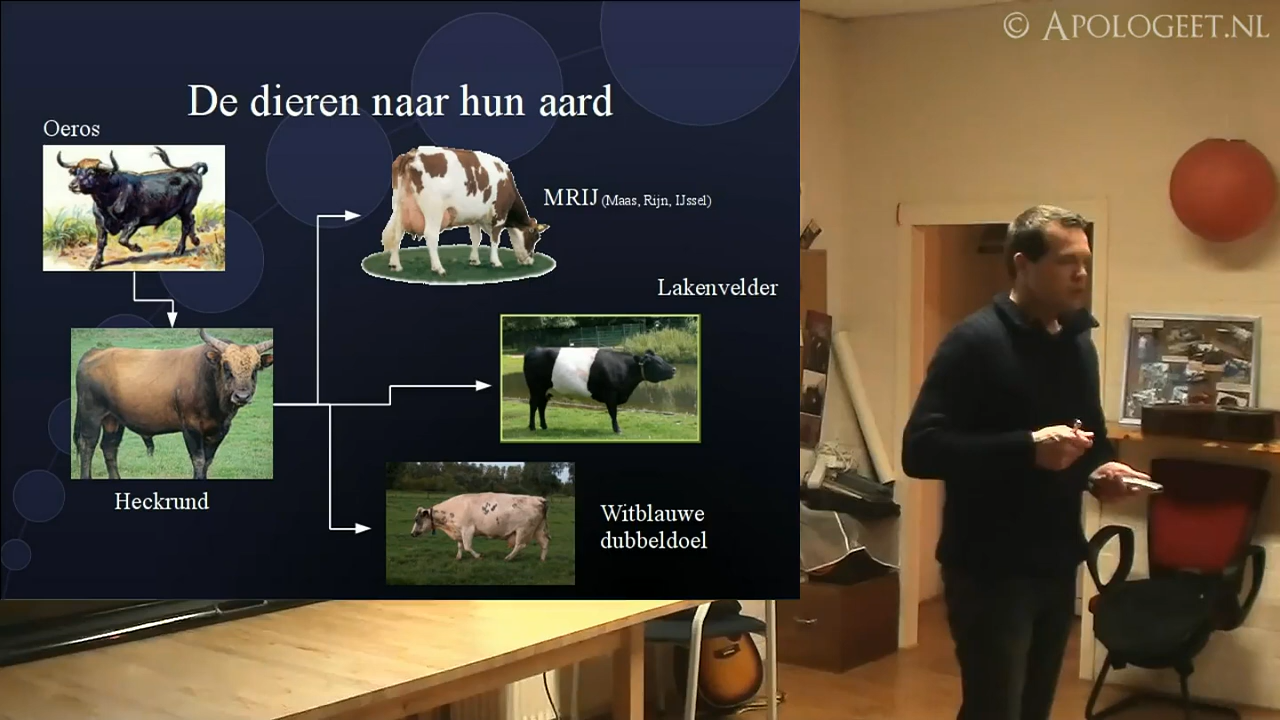 © Apologeet.nl
De dieren naar hun aard
Oeros
MRIJ (Maas, Rijn, IJssel)
Lakenvelder
Heckrund
Witblauwe
dubbeldoel